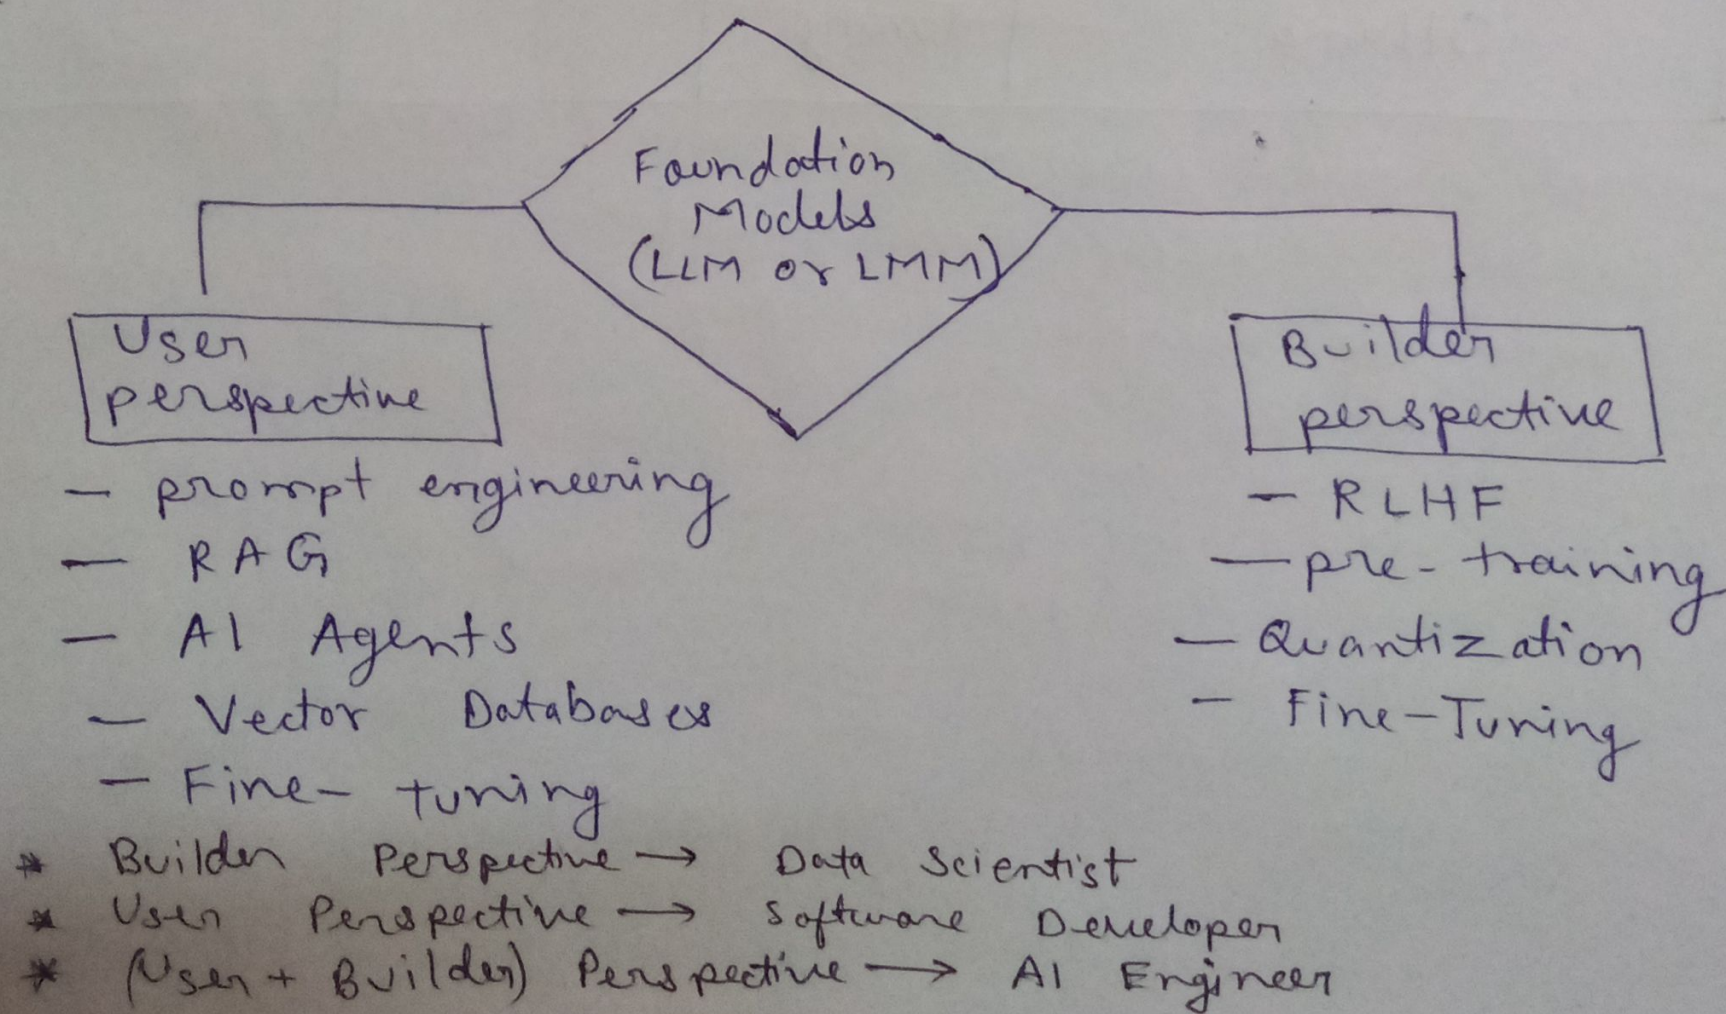 Foundation
Models
(LLM or LMM)
User
perspective
- prompt engineering
- RAG
- AI Agents
- Vector Databases
- Fine-tuning
Builder
perspective
- RLHF
- pre-training
- Quantization
- Fine-Tuning
* Builder Perspective → Data Scientist
* User Perspective → Software Developer
* (User + Builder) Perspective → AI Engineer